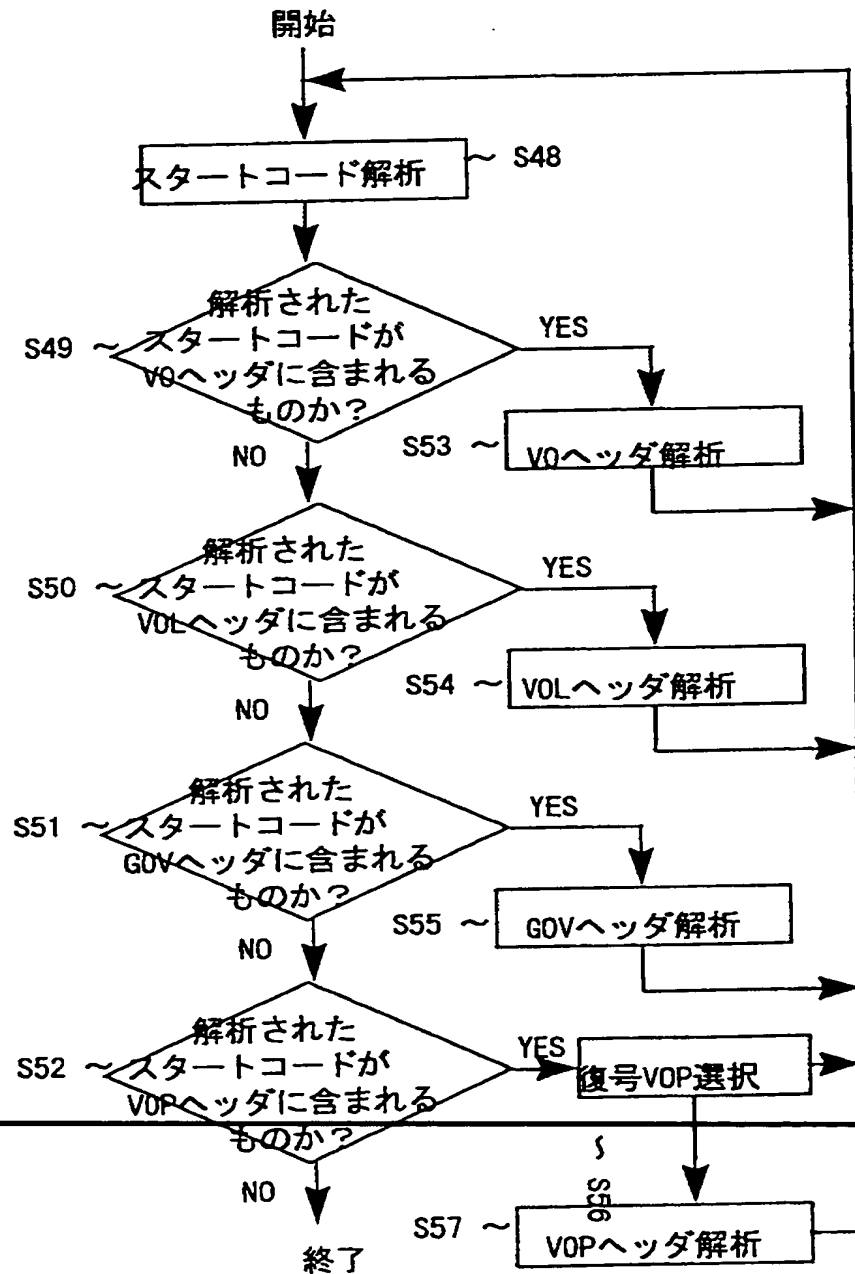 開始
スタートコード解析
～ S48
解析された
スタートコードが
VOヘッダに含まれる
ものか?
S49 ～
YES
NO
S53 ～
VOヘッダ解析
解析された
スタートコードが
VOLヘッダに含まれる
ものか?
S50 ～
YES
NO
S54 ～
VOLヘッダ解析
解析された
スタートコードが
GOVヘッダに含まれる
ものか?
S51 ～
YES
NO
S55 ～
GOVヘッダ解析
解析された
スタートコードが
VOPヘッダに含まれる
ものか?
S52 ～
YES
復号VOP選択
～ S56
NO
S57 ～
VOPヘッダ解析
終了